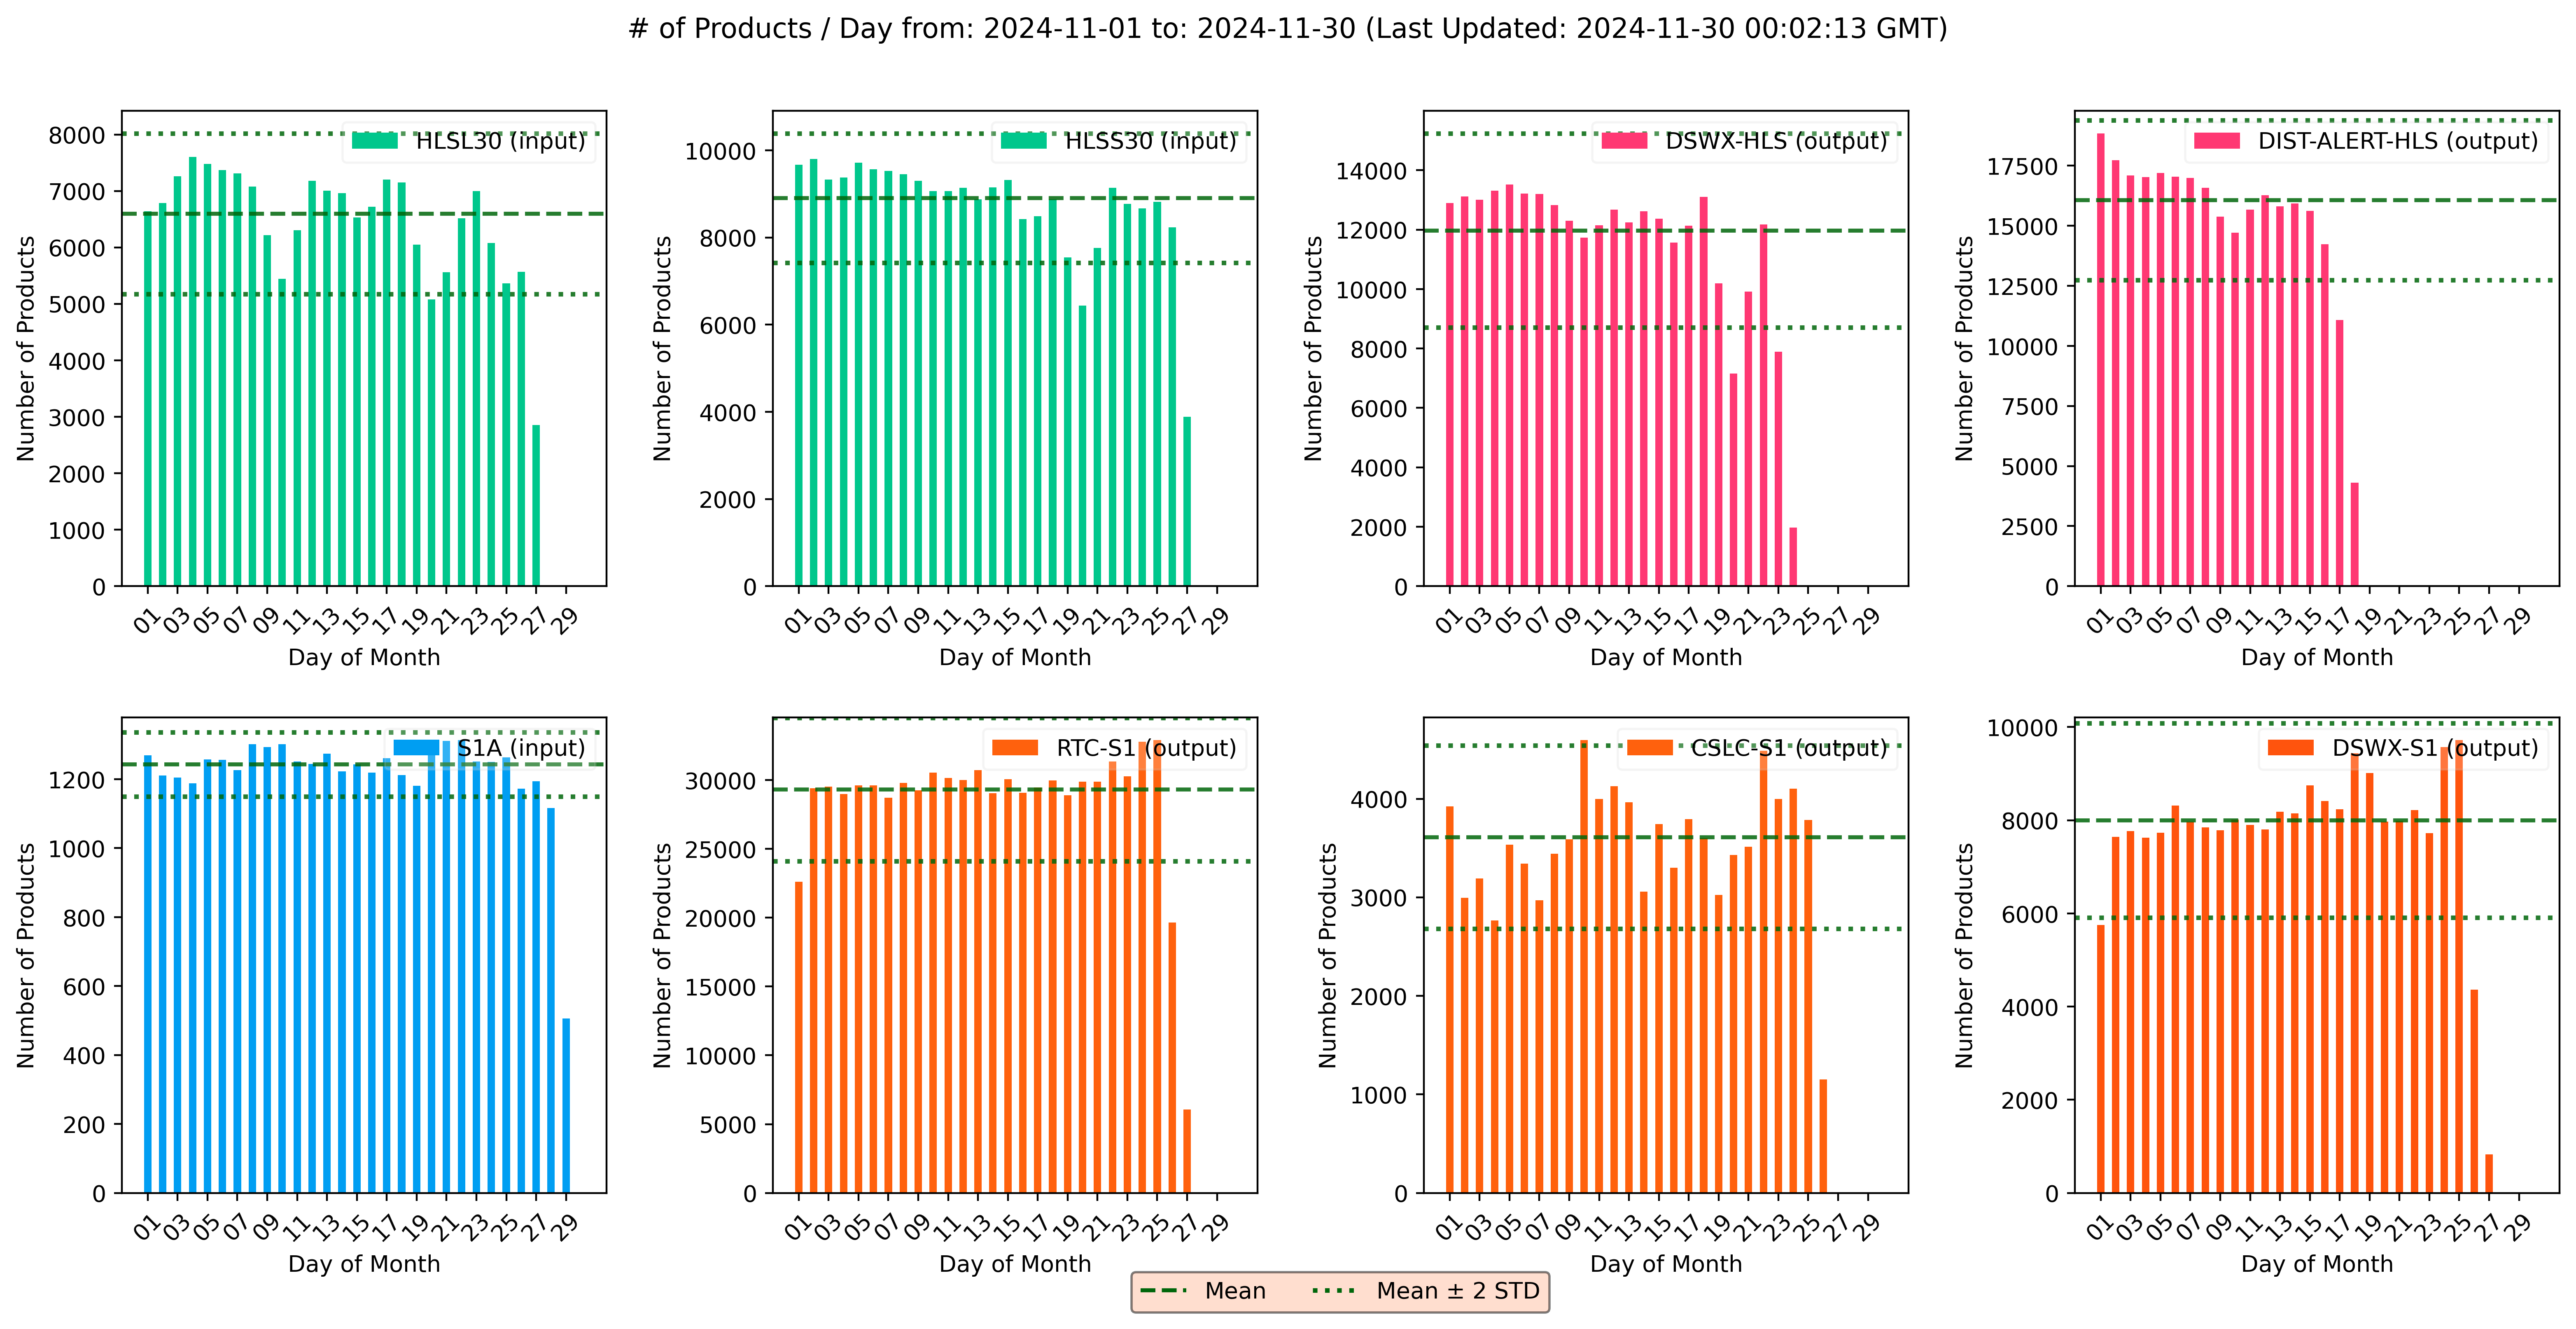 # of Products / Day from: 2024-11-01 to: 2024-11-30 (Last Updated: 2024-11-30 00:02:13 GMT)
HLSL30 (input)
Number of Products
8000
7000
6000
5000
4000
3000
2000
1000
0
01 03 05 07 09 11 13 15 17 19 21 23 25 27 29
Day of Month
HLSS30 (input)
Number of Products
10000
8000
6000
4000
2000
0
01 03 05 07 09 11 13 15 17 19 21 23 25 27 29
Day of Month
DSWX-HLS (output)
Number of Products
14000
12000
10000
8000
6000
4000
2000
0
01 03 05 07 09 11 13 15 17 19 21 23 25 27 29
Day of Month
DIST-ALERT-HLS (output)
Number of Products
17500
15000
12500
10000
7500
5000
2500
0
01 03 05 07 09 11 13 15 17 19 21 23 25 27 29
Day of Month
S1A (input)
Number of Products
1200
1000
800
600
400
200
0
01 03 05 07 09 11 13 15 17 19 21 23 25 27 29
Day of Month
RTC-S1 (output)
Number of Products
30000
25000
20000
15000
10000
5000
0
01 03 05 07 09 11 13 15 17 19 21 23 25 27 29
Day of Month
CSLC-S1 (output)
Number of Products
4000
3000
2000
1000
0
01 03 05 07 09 11 13 15 17 19 21 23 25 27 29
Day of Month
DSWX-S1 (output)
Number of Products
10000
8000
6000
4000
2000
0
01 03 05 07 09 11 13 15 17 19 21 23 25 27 29
Day of Month
Mean Mean ± 2 STD